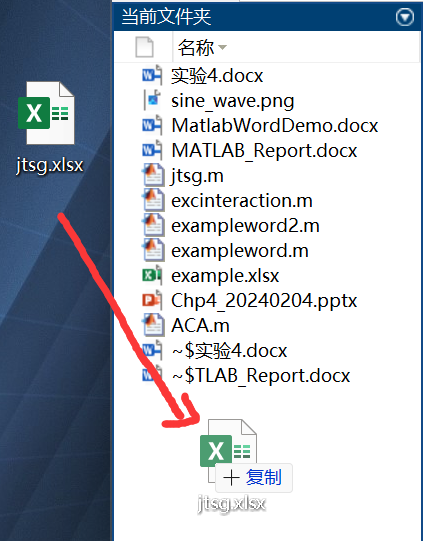 当前文件夹
名称
jtsg.xlsx
实验4.docx
sine_wave.png
MatlabWordDemo.docx
MATLAB_Report.docx
jtsg.m
excinteraction.m
exampleword2.m
exampleword.m
example.xlsx
Chp4_20240204.pptx
ACA.m
~$实验4.docx
~$TLAB_Report.docx
复制
jtsg.xlsx